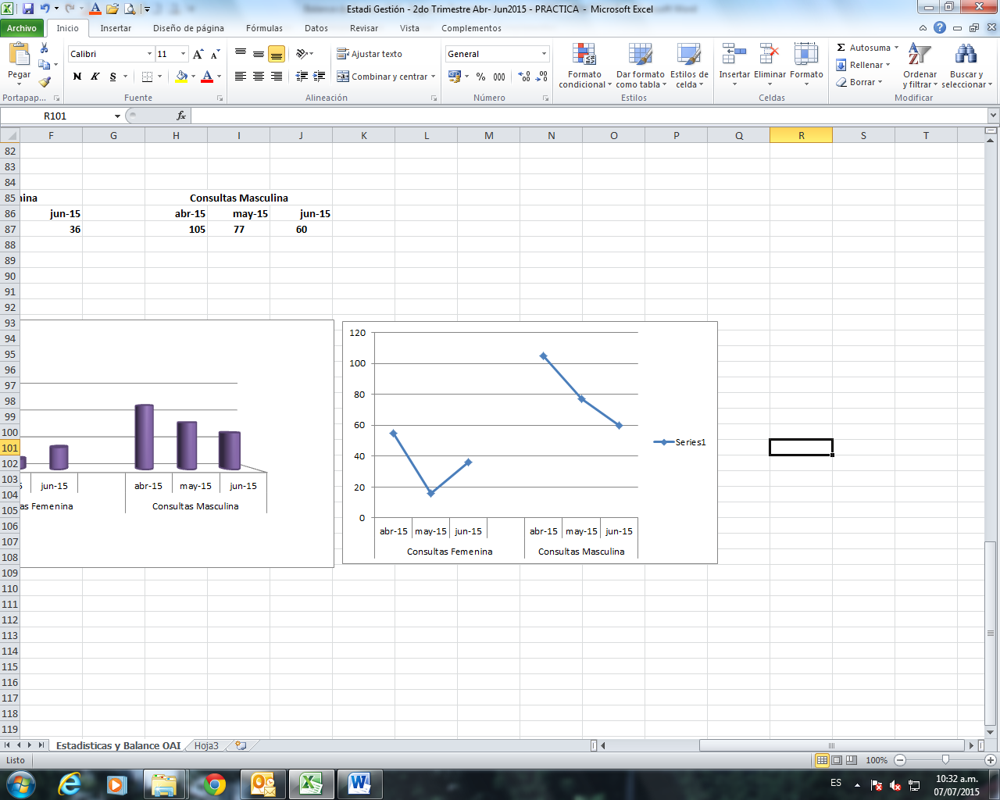 Estadi Gestión - 2do Trimestre Abr- Jun2015 - PRACTICA - Microsoft Excel
Archivo Inicio Insertar Diseño de página Fórmulas Datos Revisar Vista Complementos
Pegar
Portapap...
Calibri 11
N K S
Fuente
Ajustar texto
Combinar y centrar
Alineación
General
% 000
Número
Formato condicional
Dar formato como tabla
Estilos de celda
Estilos
Insertar Eliminar Formato
Celdas
Σ Autosuma
Rellenar
Borrar
Ordenar y filtrar
Buscar y seleccionar
Modificar
R101 fx
F G H I J K L M N O P Q R S T
82
83
84
85 nina Consultas Masculina
86 jun-15 abr-15 may-15 jun-15
87 36 105 77 60
88
89
90
91
92
93
94
95
96
97
98
99
100
101
102
103
104
105
106
107
108
109
110
111
112
113
114
115
116
117
118
119
5 jun-15 abr-15 may-15 jun-15
as Femenina Consultas Masculina
120
100
80
60
40
20
0
Series1
abr-15 may-15 jun-15 abr-15 may-15 jun-15
Consultas Femenina Consultas Masculina
Estadisticas y Balance OAI Hoja3
Listo 100%
ES 10:32 a.m.
07/07/2015